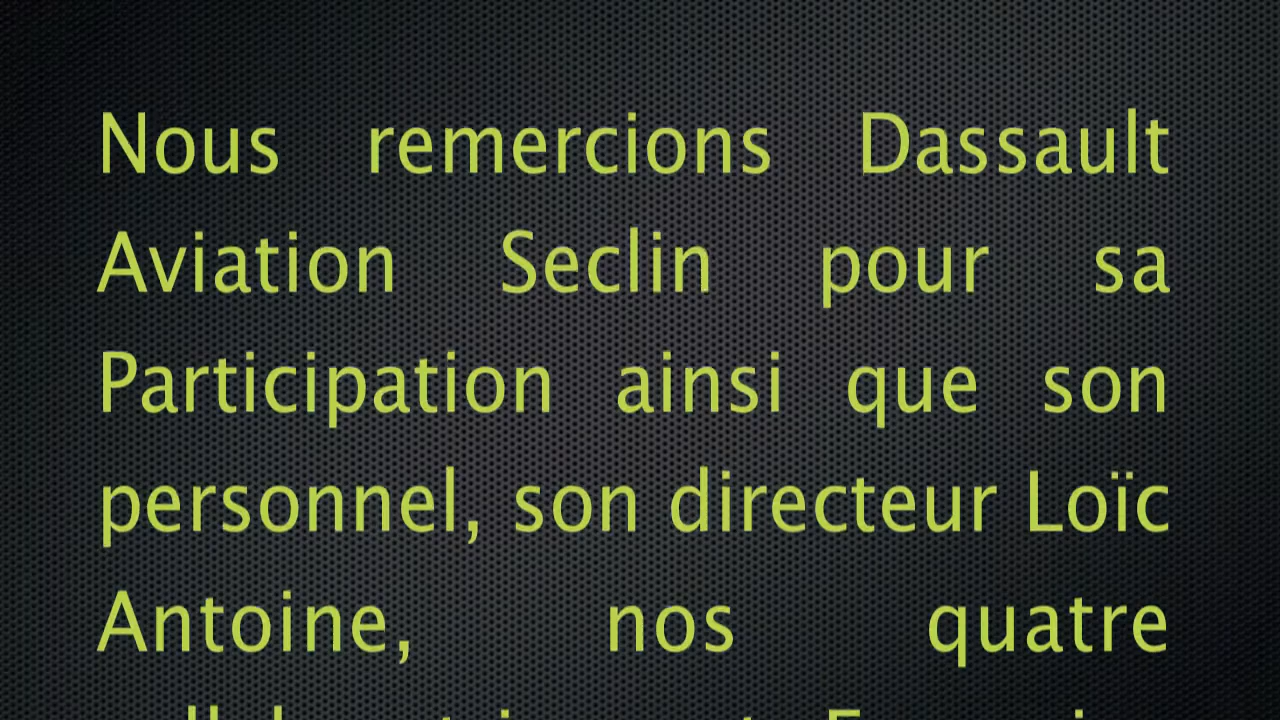 Nous remercions Dassault
Aviation Seclin pour sa
Participation ainsi que son
personnel, son directeur Loïc
Antoine, nos quatre